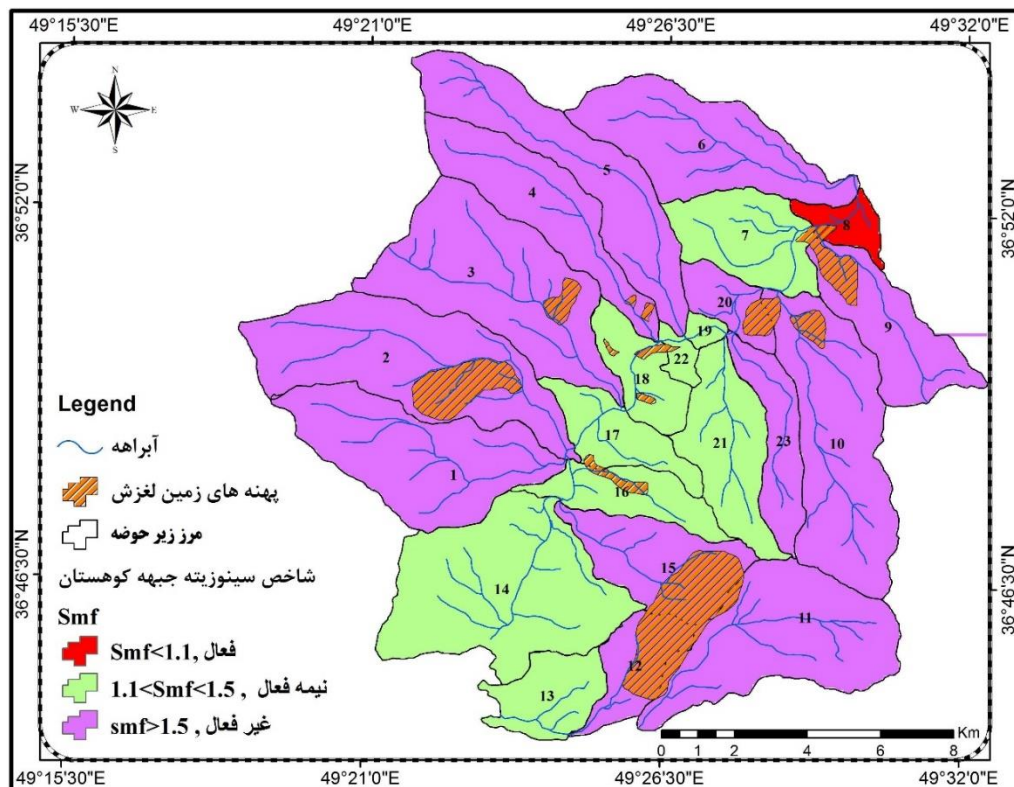 49°15'30"E 49°21'0"E 49°26'30"E 49°32'0"E
N
W E
S
36°52'0"N 36°52'0"N
36°46'30"N 36°46'30"N
6
5
4
7
8
3
20
9
19
2
22
18
21
23
10
17
1
16
15
14
11
12
13
Legend
آبراهه
پهنه های زمین لغزش
مرز زیر حوضه
شاخص سینوزیته جبهه کوهستان
Smf
فعال , Smf<1.1
نیمه فعال , 1.1<Smf<1.5
غیر فعال , smf>1.5
Km
0 1 2 4 6 8
49°15'30"E 49°21'0"E 49°26'30"E 49°32'0"E